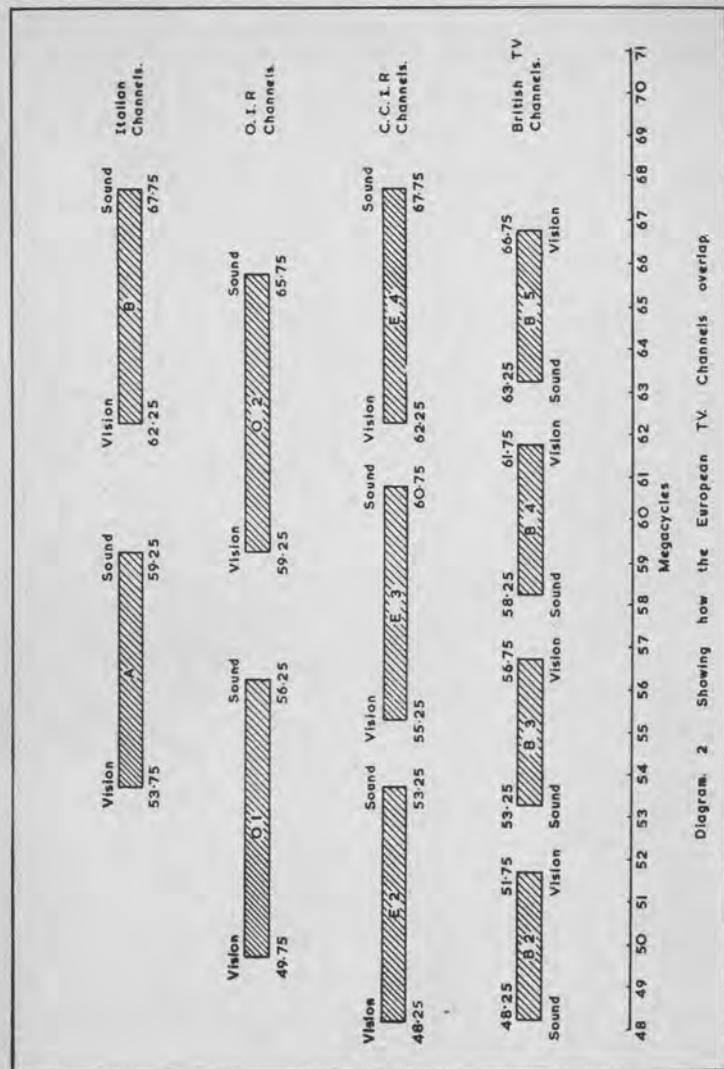 Vision Sound Vision Sound Italian
A B Channels.
53·75 59·25 62·25 67·75
Vision Sound Vision Sound O. I. R
O 1 O 2 Channels.
49·75 56·25 59·25 65·75
Vision Sound Vision Sound Vision Sound C. C. I. R
E 2 E 3 E 4 Channels.
48·25 53·25 55·25 60·75 62·25 67·75
48·25 51·75 53·25 56·75 58·25 61·75 63·25 66·75 British TV
B 2 B 3 B 4 B 5 Channels.
Sound Vision Sound Vision Sound Vision Sound Vision
48 49 50 51 52 53 54 55 56 57 58 59 60 61 62 63 64 65 66 67 68 69 70 71
Megacycles
Diagram. 2 Showing how the European TV. Channels overlap